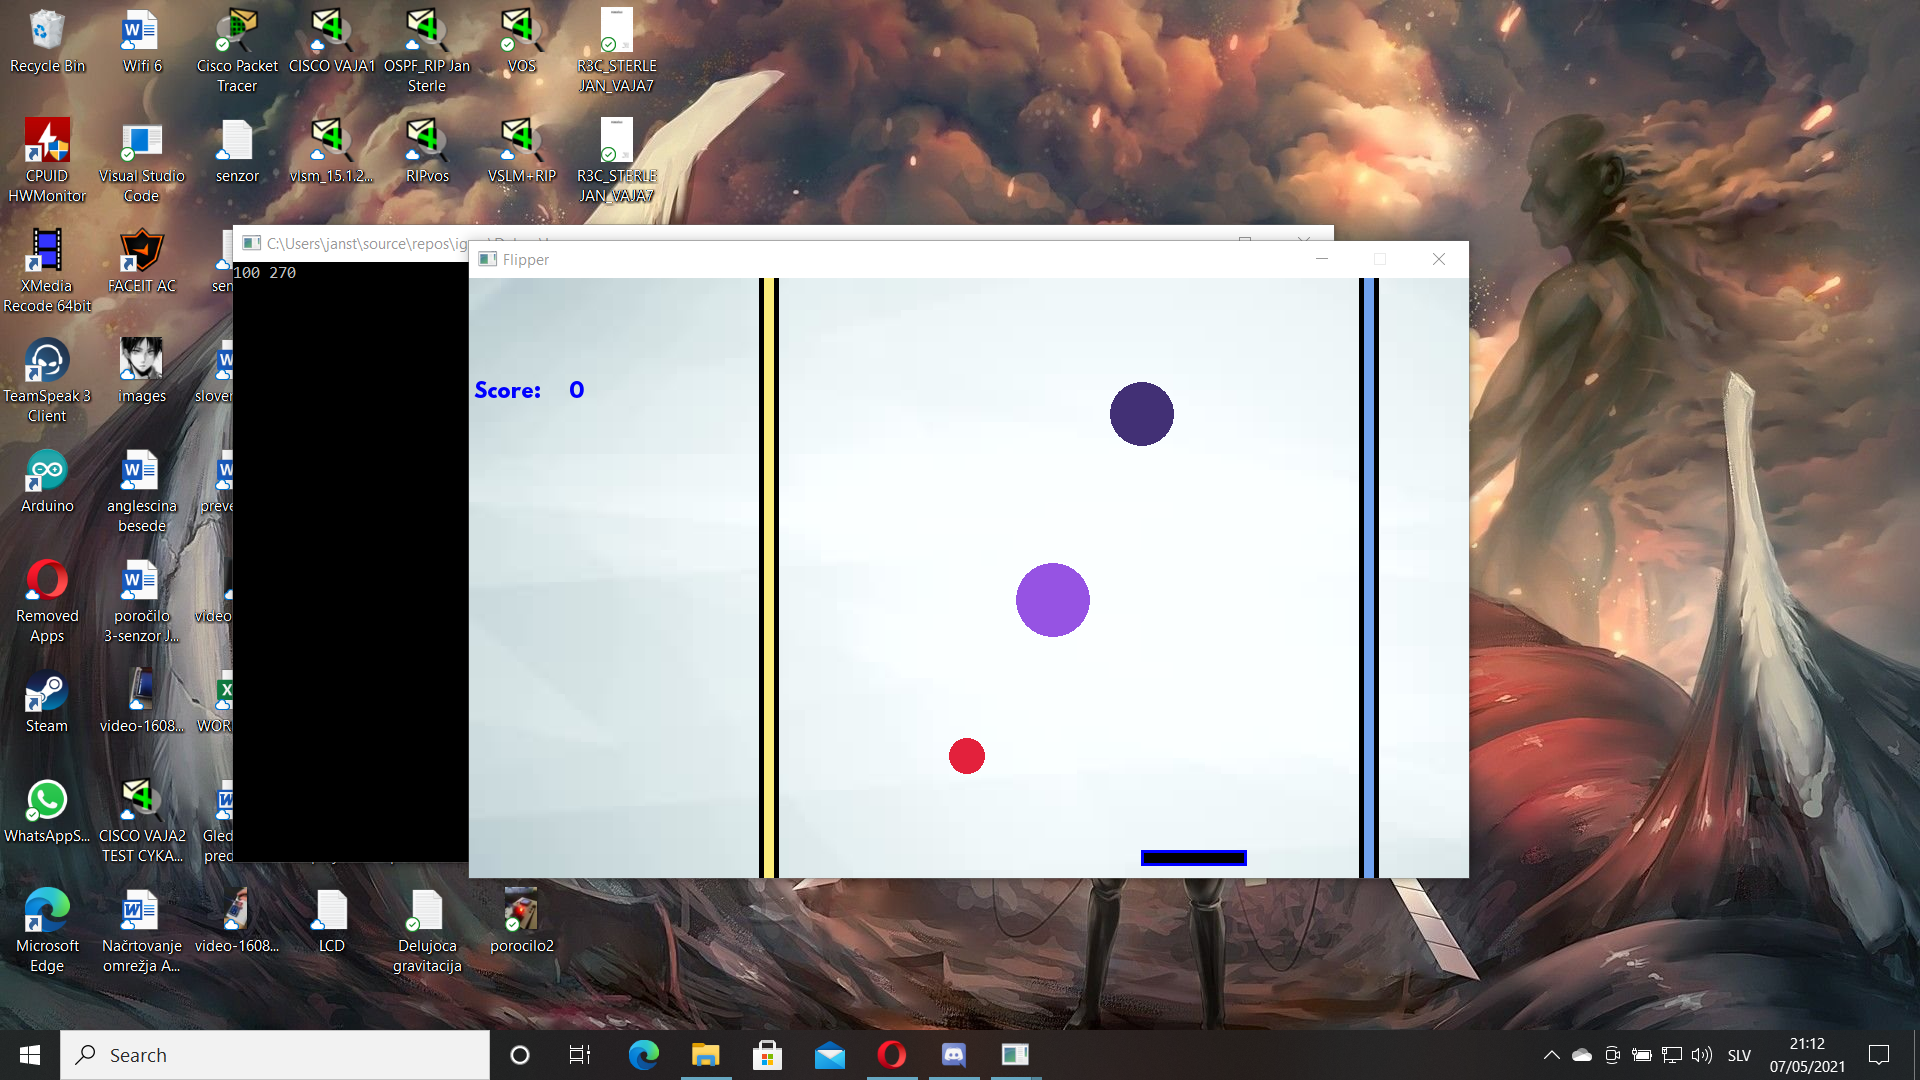 Recycle Bin
Wifi 6
Cisco Packet
Tracer
CISCO VAJA1
OSPF_RIP Jan
Sterle
VOS
R3C_STERLE
JAN_VAJA7
CPUID
HWMonitor
Visual Studio
Code
senzor
vlsm_15.1.2...
RIPvos
VSLM+RIP
R3C_STERLE
JAN_VAJA7
C:\Users\janst\source\repos\ig
Flipper
100 270
XMedia
Recode 64bit
FACEIT AC
sen
Score: 0
TeamSpeak 3
Client
images
slover
Arduino
anglescina
besede
preve
Removed
Apps
poročilo
3-senzor J...
video
Steam
video-1608...
WOR
WhatsAppS...
CISCO VAJA2
TEST CYKA...
Gled
pred
Microsoft
Edge
Načrtovanje
omrežja A...
video-1608...
LCD
Delujoca
gravitacija
porocilo2
Search
SLV
21:12
07/05/2021